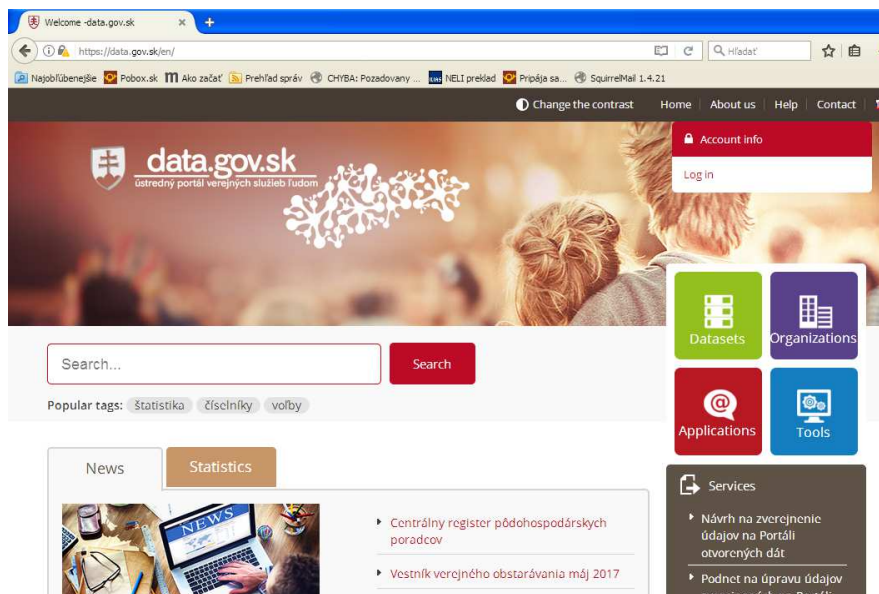 Welcome -data.gov.sk
https://data.gov.sk/en/
Hľadať
Najobľúbenejšie Pobox.sk Ako začať Prehľad správ CHYBA: Pozadovany ... NELI preklad Pripája sa... SquirrelMail 1.4.21
Change the contrast Home About us Help Contact
Account info
Log in
data.gov.sk
ústredný portál verejných služieb ľuďom
Datasets Organizations
Search... Search
Popular tags: štatistika číselníky voľby
Applications Tools
News Statistics
NEWS
Services
Centrálny register pôdohospodárskych
poradcov
Vestník verejného obstarávania máj 2017
Návrh na zverejnenie
údajov na Portáli
otvorených dát
Podnet na úpravu údajov